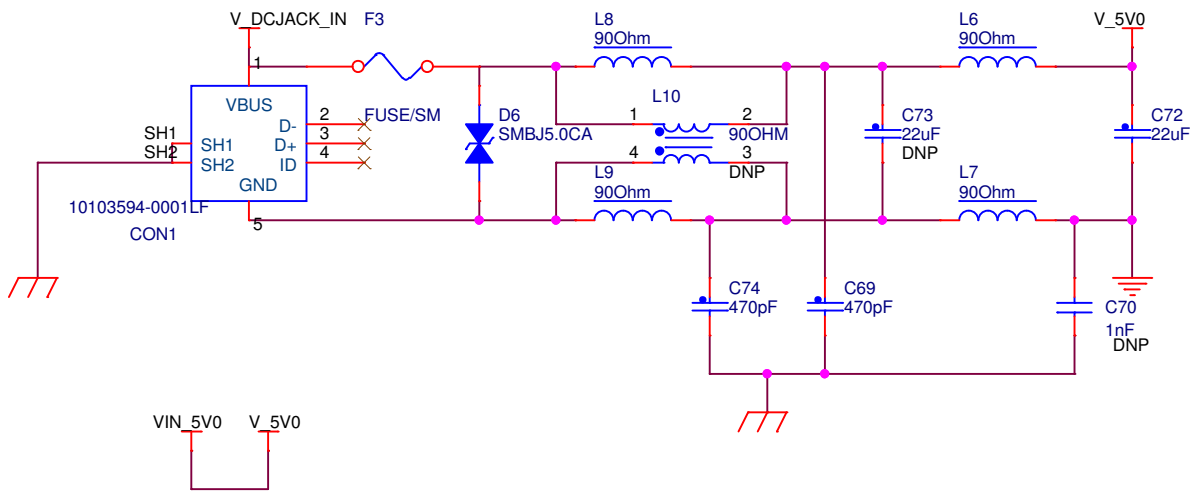 V_DCJACK_IN
F3
L8
90Ohm
L6
90Ohm
V_5V0
1
VBUS
2
FUSE/SM
D-
3
D+
4
ID
SH1
SH1
SH2
SH2
GND
5
10103594-0001LF
CON1
D6
SMBJ5.0CA
L10
1
2
90OHM
4
3
DNP
C73
22uF
DNP
C72
22uF
L9
90Ohm
L7
90Ohm
C74
470pF
C69
470pF
C70
1nF
DNP
VIN_5V0
V_5V0